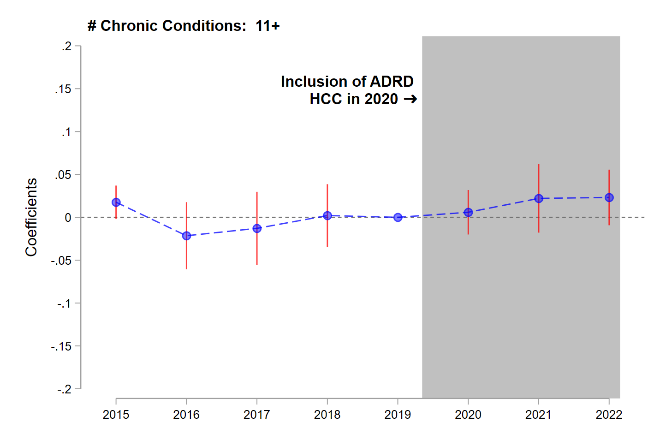 # Chronic Conditions:  11+
.2
.15
.1
.05
0
-.05
-.1
-.15
-.2
Coefficients
Inclusion of ADRD
HCC in 2020 ➔
2015 2016 2017 2018 2019 2020 2021 2022